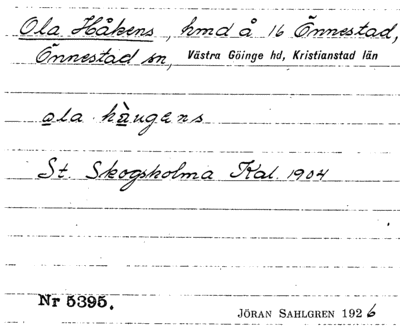 Ola Håkens, hmd å 16 Önnestad,
Önnestad sn, Västra Göinge hd, Kristianstad län
ola håugens
St. Skogsholma Kal. 1904
Nr 5395.
JÖRAN SAHLGREN 1926